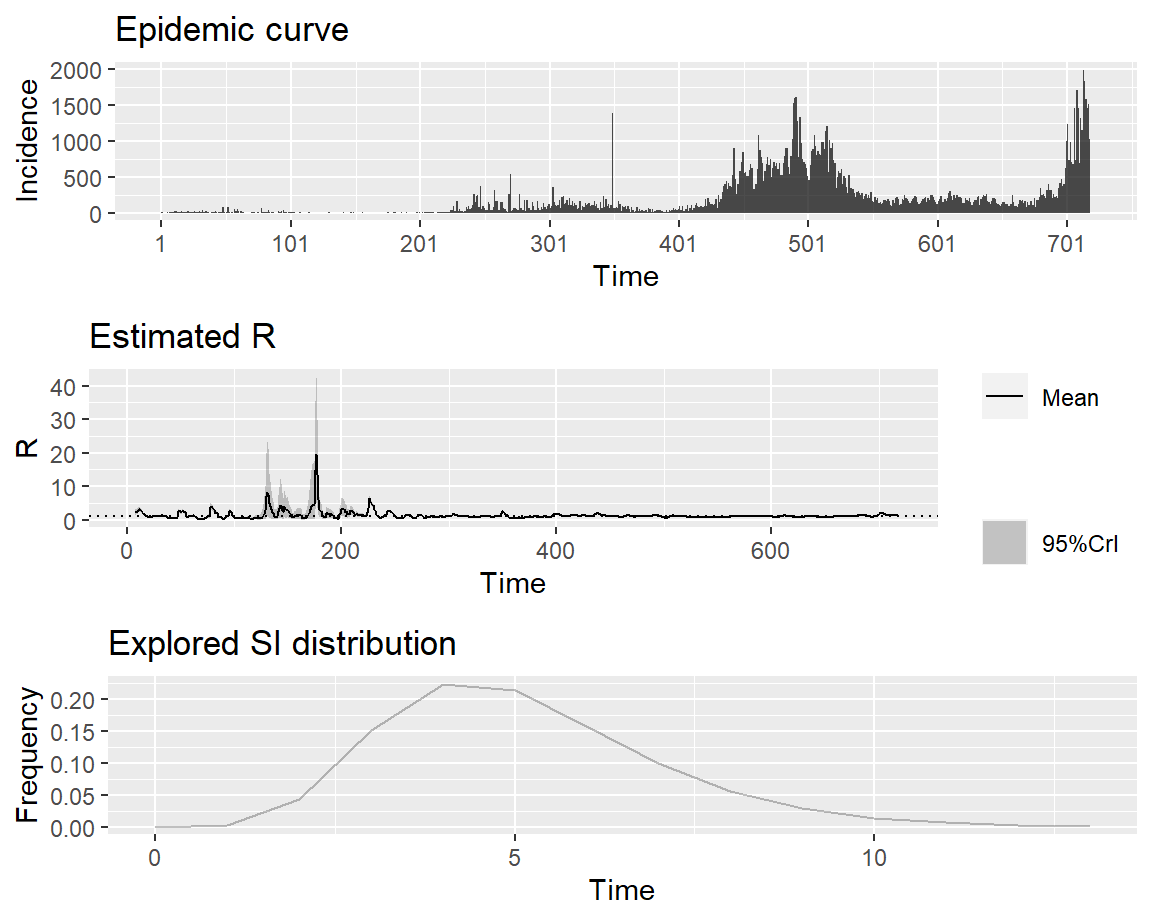 Epidemic curve
Incidence
2000
1500
1000
500
0
1 101 201 301 401 501 601 701
Time
Estimated R
R
40
30
20
10
0
0 200 400 600
Time
Mean
95%CrI
Explored SI distribution
Frequency
0.20
0.15
0.10
0.05
0.00
0 5 10
Time